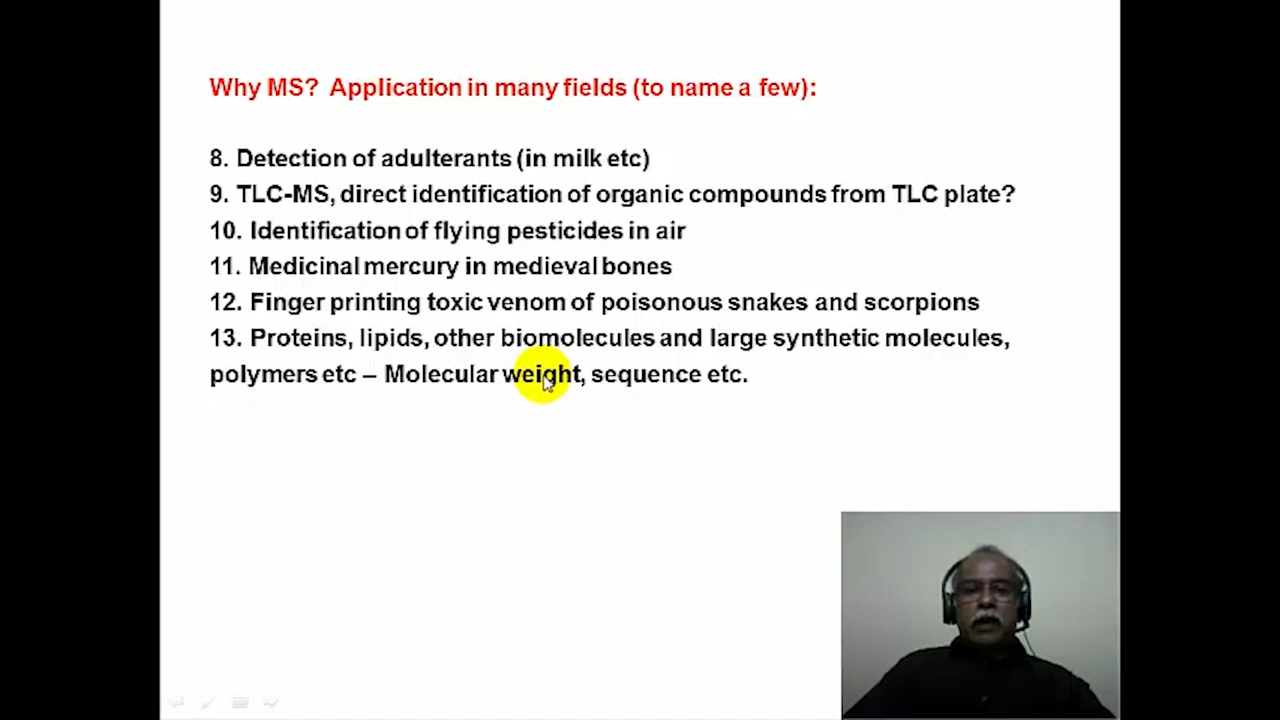 Why MS? Application in many fields (to name a few):
8. Detection of adulterants (in milk etc)
9. TLC-MS, direct identification of organic compounds from TLC plate?
10. Identification of flying pesticides in air
11. Medicinal mercury in medieval bones
12. Finger printing toxic venom of poisonous snakes and scorpions
13. Proteins, lipids, other biomolecules and large synthetic molecules,
polymers etc – Molecular weight, sequence etc.